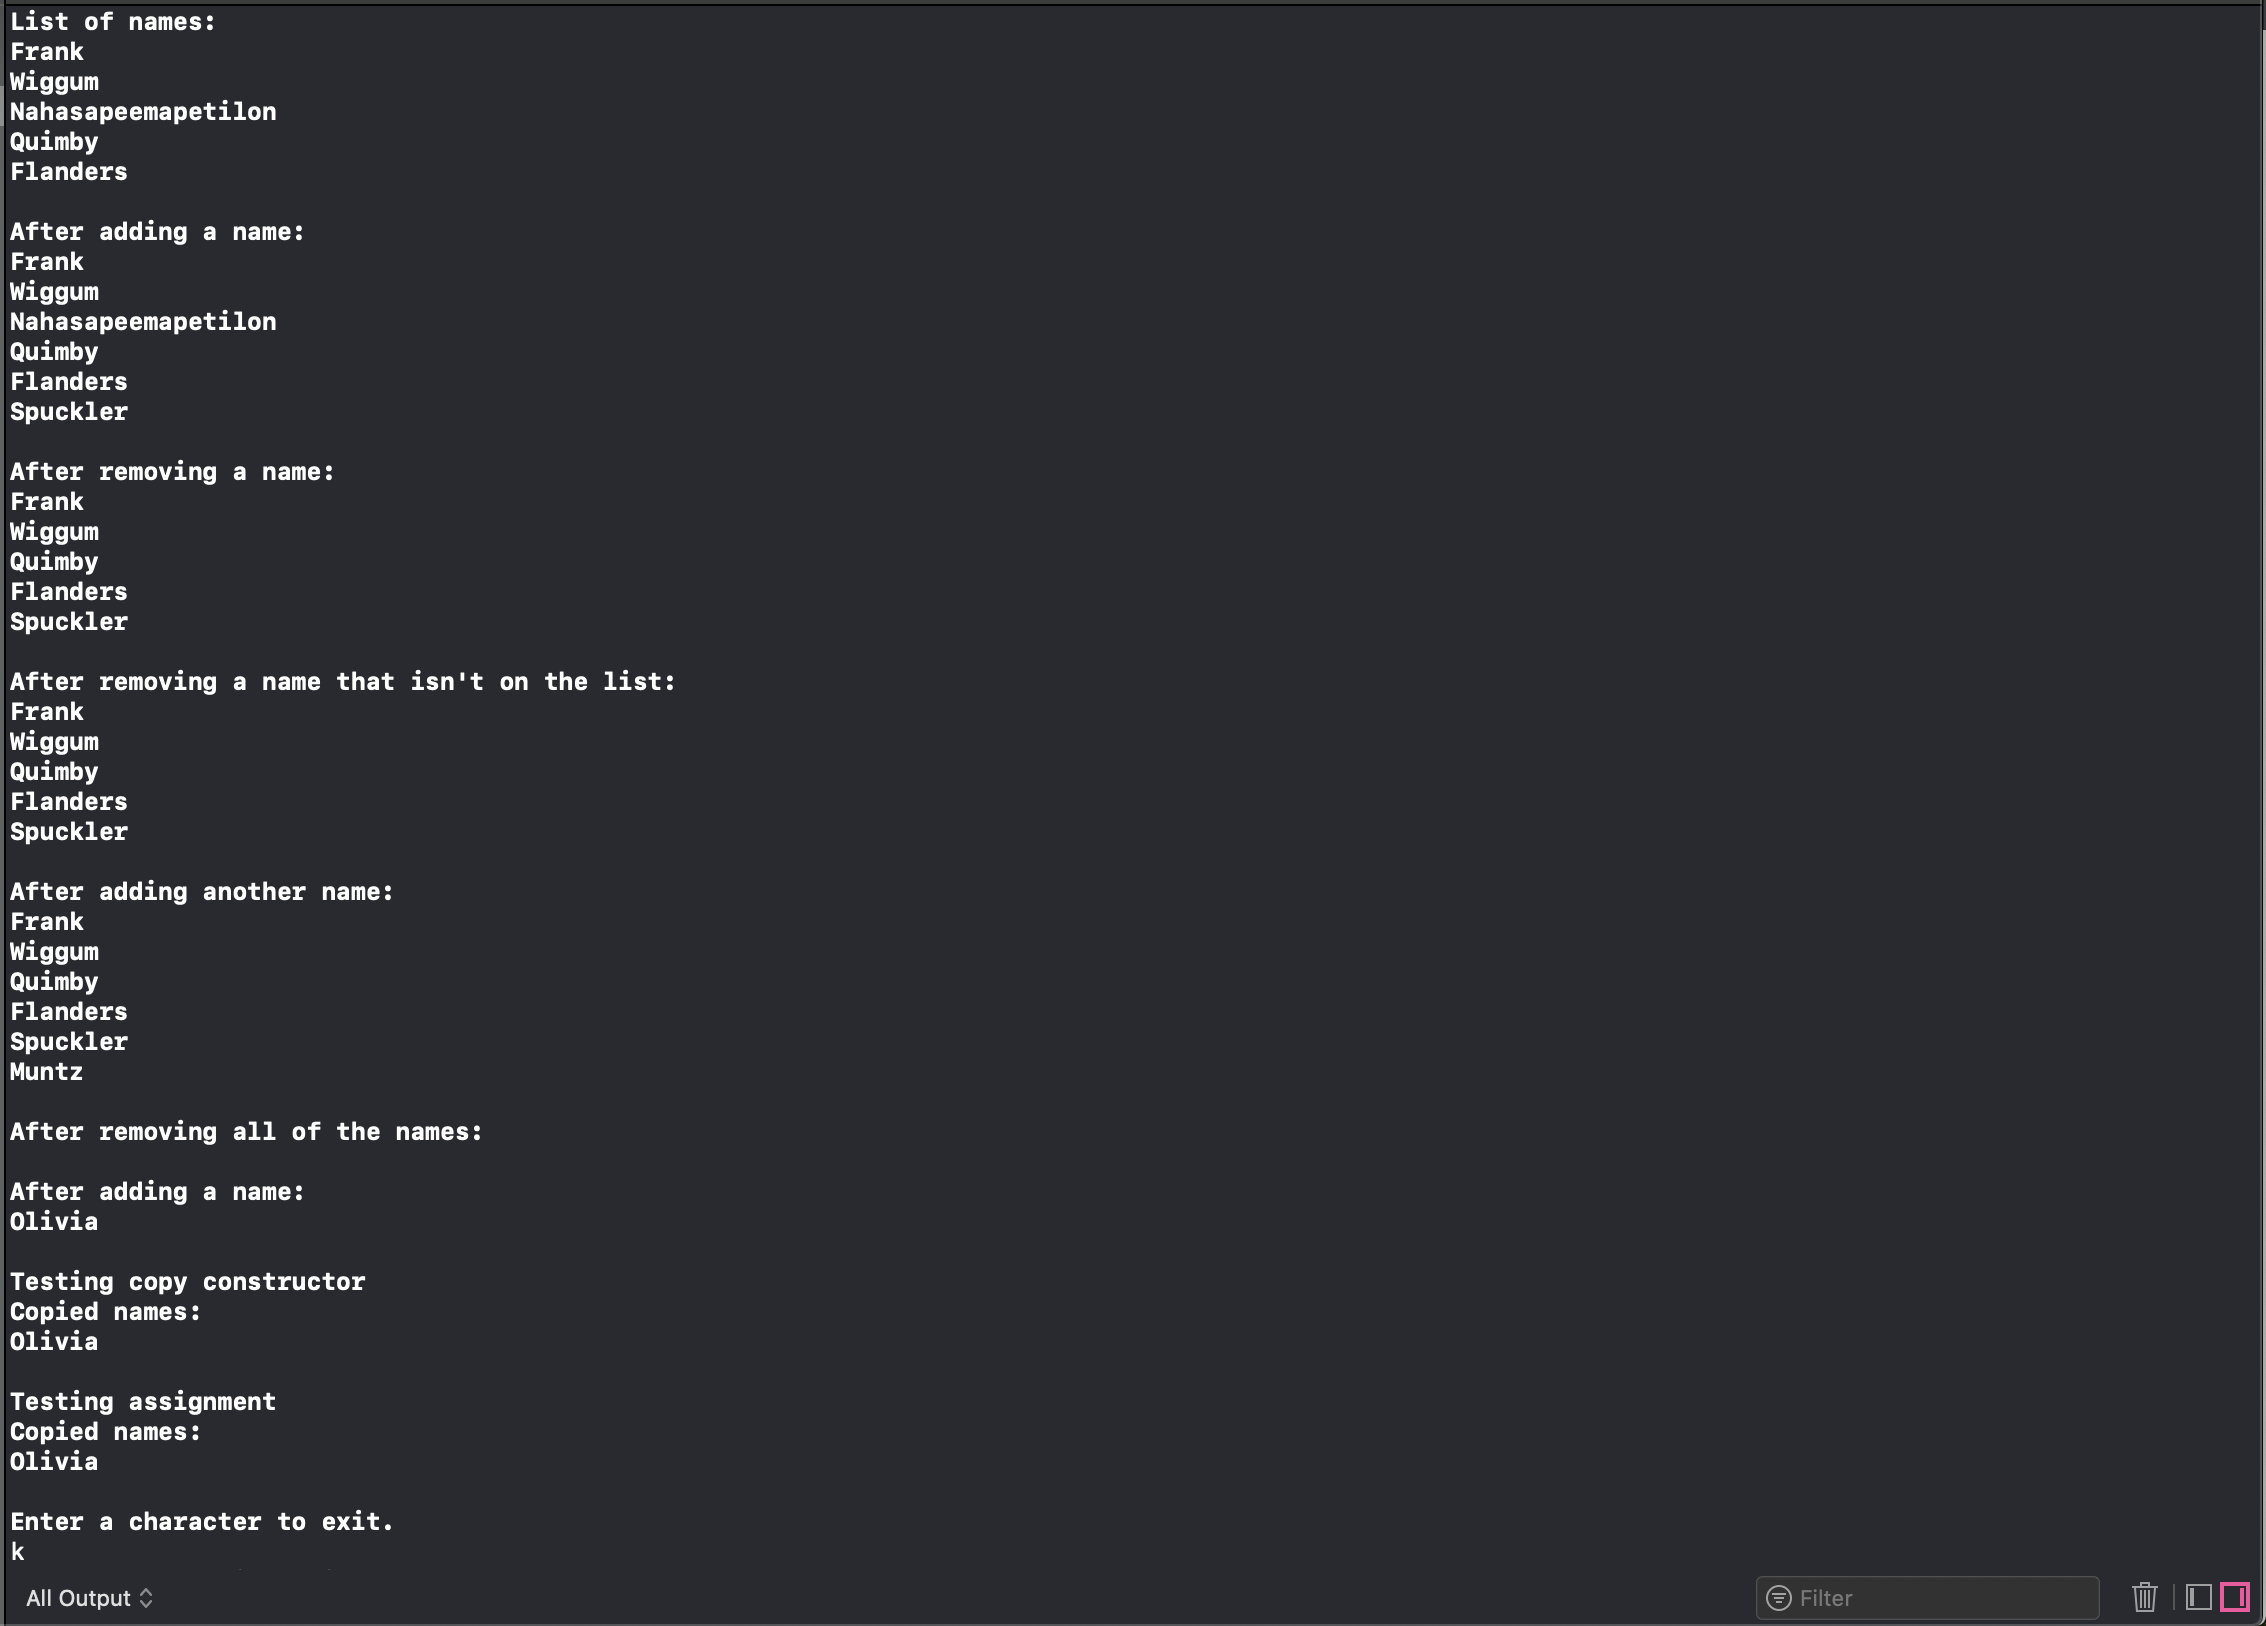 List of names:
Frank
Wiggum
Nahasapeemapetilon
Quimby
Flanders

After adding a name:
Frank
Wiggum
Nahasapeemapetilon
Quimby
Flanders
Spuckler

After removing a name:
Frank
Wiggum
Quimby
Flanders
Spuckler

After removing a name that isn't on the list:
Frank
Wiggum
Quimby
Flanders
Spuckler

After adding another name:
Frank
Wiggum
Quimby
Flanders
Spuckler
Muntz

After removing all of the names:

After adding a name:
Olivia

Testing copy constructor
Copied names:
Olivia

Testing assignment
Copied names:
Olivia

Enter a character to exit.
k
All Output
Filter